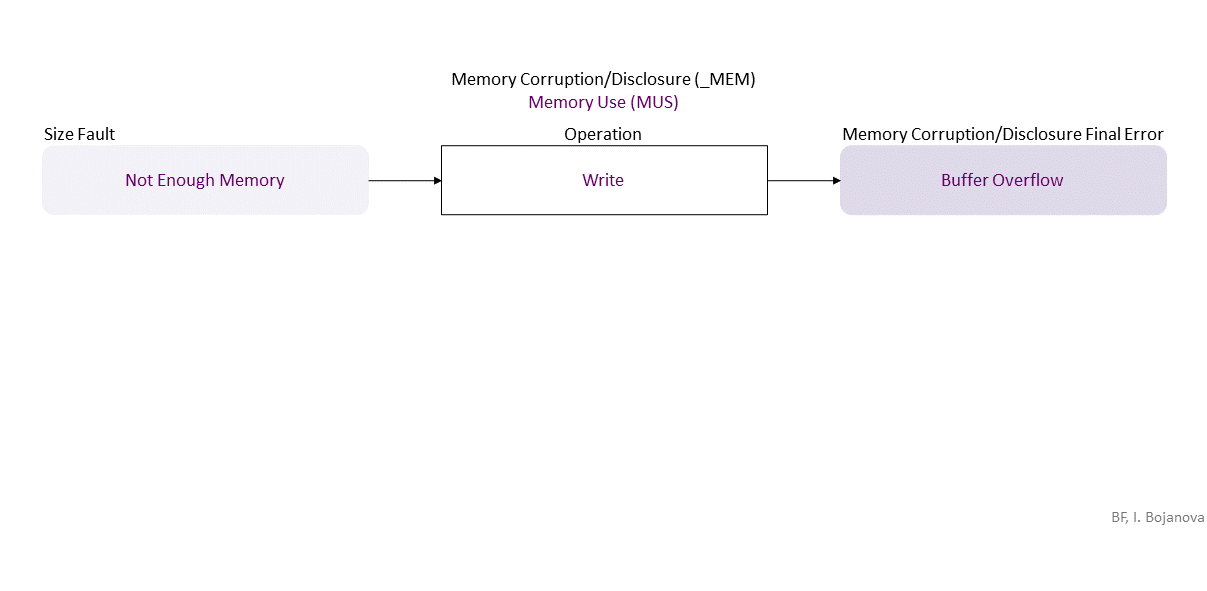 Memory Corruption/Disclosure (_MEM)
Memory Use (MUS)
Size Fault
Operation
Memory Corruption/Disclosure Final Error
Not Enough Memory
Write
Buffer Overflow
BF, I. Bojanova